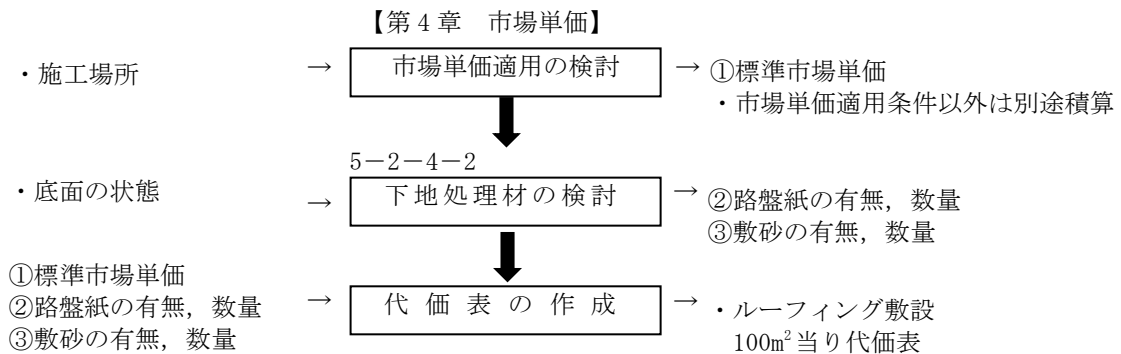 【第4章　市場単価】
・施工場所　→　市場単価適用の検討　→　①標準市場単価
・市場単価適用条件以外は別途積算
5－2－4－2
・底面の状態　→　下地処理材の検討　→　②路盤紙の有無，数量
③敷砂の有無，数量
①標準市場単価
②路盤紙の有無，数量　→　代価表の作成　→　・ルーフィング敷設
③敷砂の有無，数量　100m²当り代価表